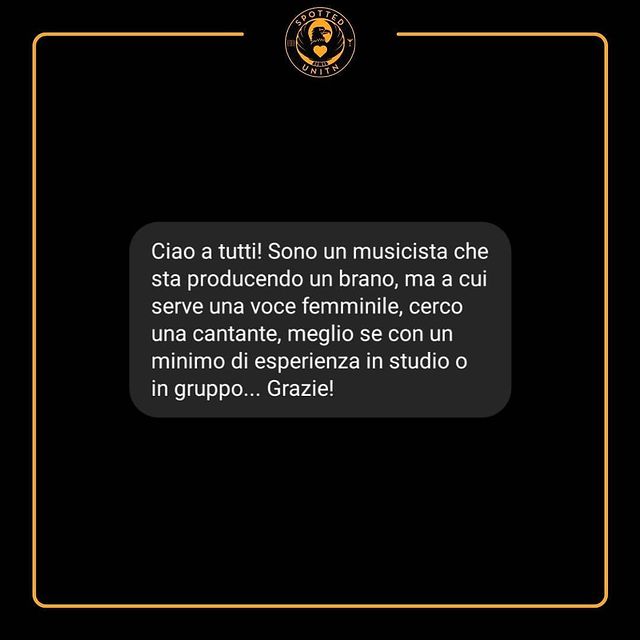 SPOTTED
UNITN
Ciao a tutti! Sono un musicista che
sta producendo un brano, ma a cui
serve una voce femminile, cerco
una cantante, meglio se con un
minimo di esperienza in studio o
in gruppo... Grazie!